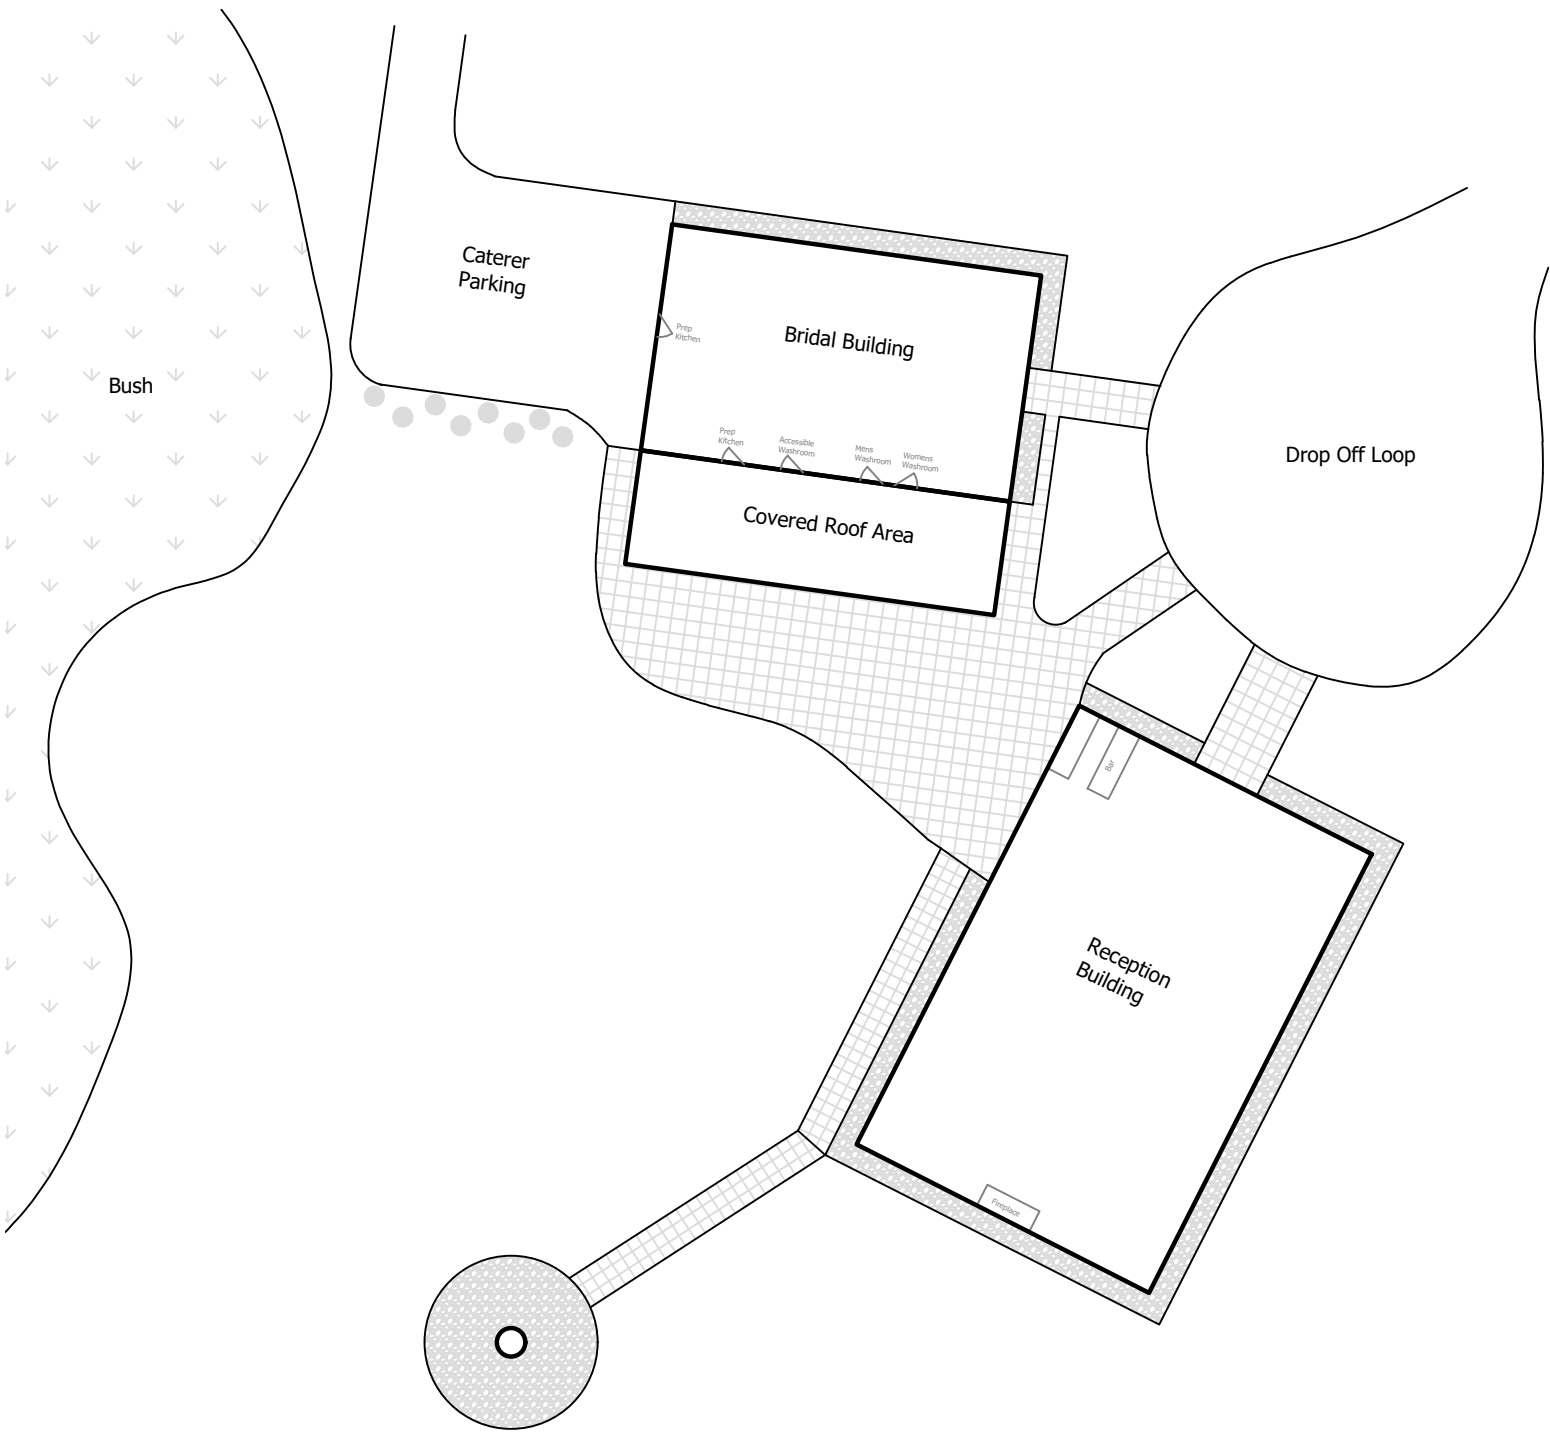 Caterer
Parking
Prep
Kitchen
Bridal Building
Bush
Prep
Kitchen
Accessible
Washroom
Mens
Washroom
Womens
Washroom
Drop Off Loop
Covered Roof Area
Bar
Reception
Building
Fireplace